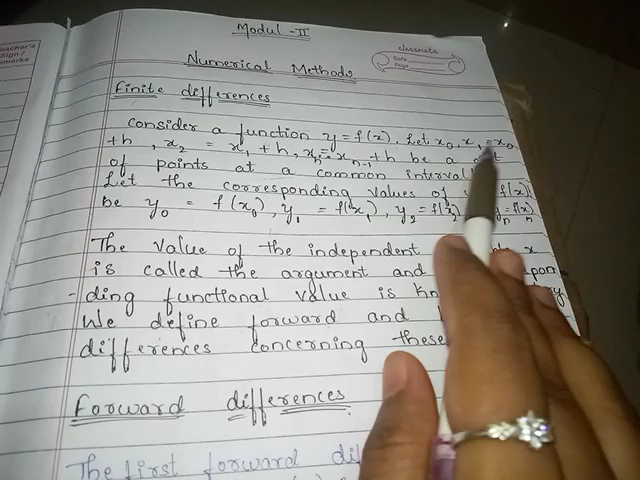 Modul - II
classmate
Date
Page
Teacher's
Sign /
Remarks
Numerical Methods
Finite differences
Consider a function y = f(x). Let x0, x1 = x0
+h, x2 = x1 + h, xn = xn-1 + h be a
of points at a common interval
Let the corresponding values of f(x)
be y0 = f(x0), y1 = f(x1), y2 = f(x2) yn = f(xn)
The value of the independent x
is called the argument and
- ding functional value is
We define forward and
differences concerning these
Forward differences
The first forward